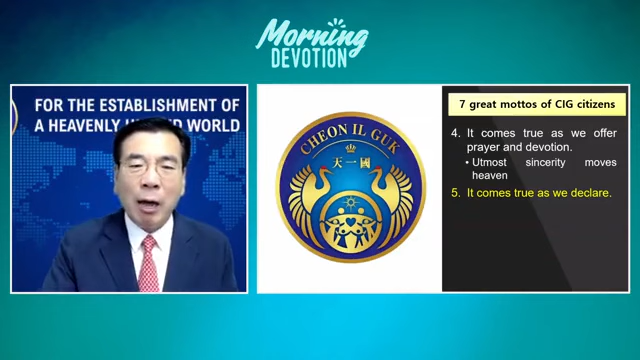 Morning
DEVOTION
FOR THE ESTABLISHMENT OF
A HEAVENLY WORLD
CHEON IL GUK
天一國
7 great mottos of CIG citizens
4. It comes true as we offer
prayer and devotion.
• Utmost sincerity moves
heaven
5. It comes true as we declare.